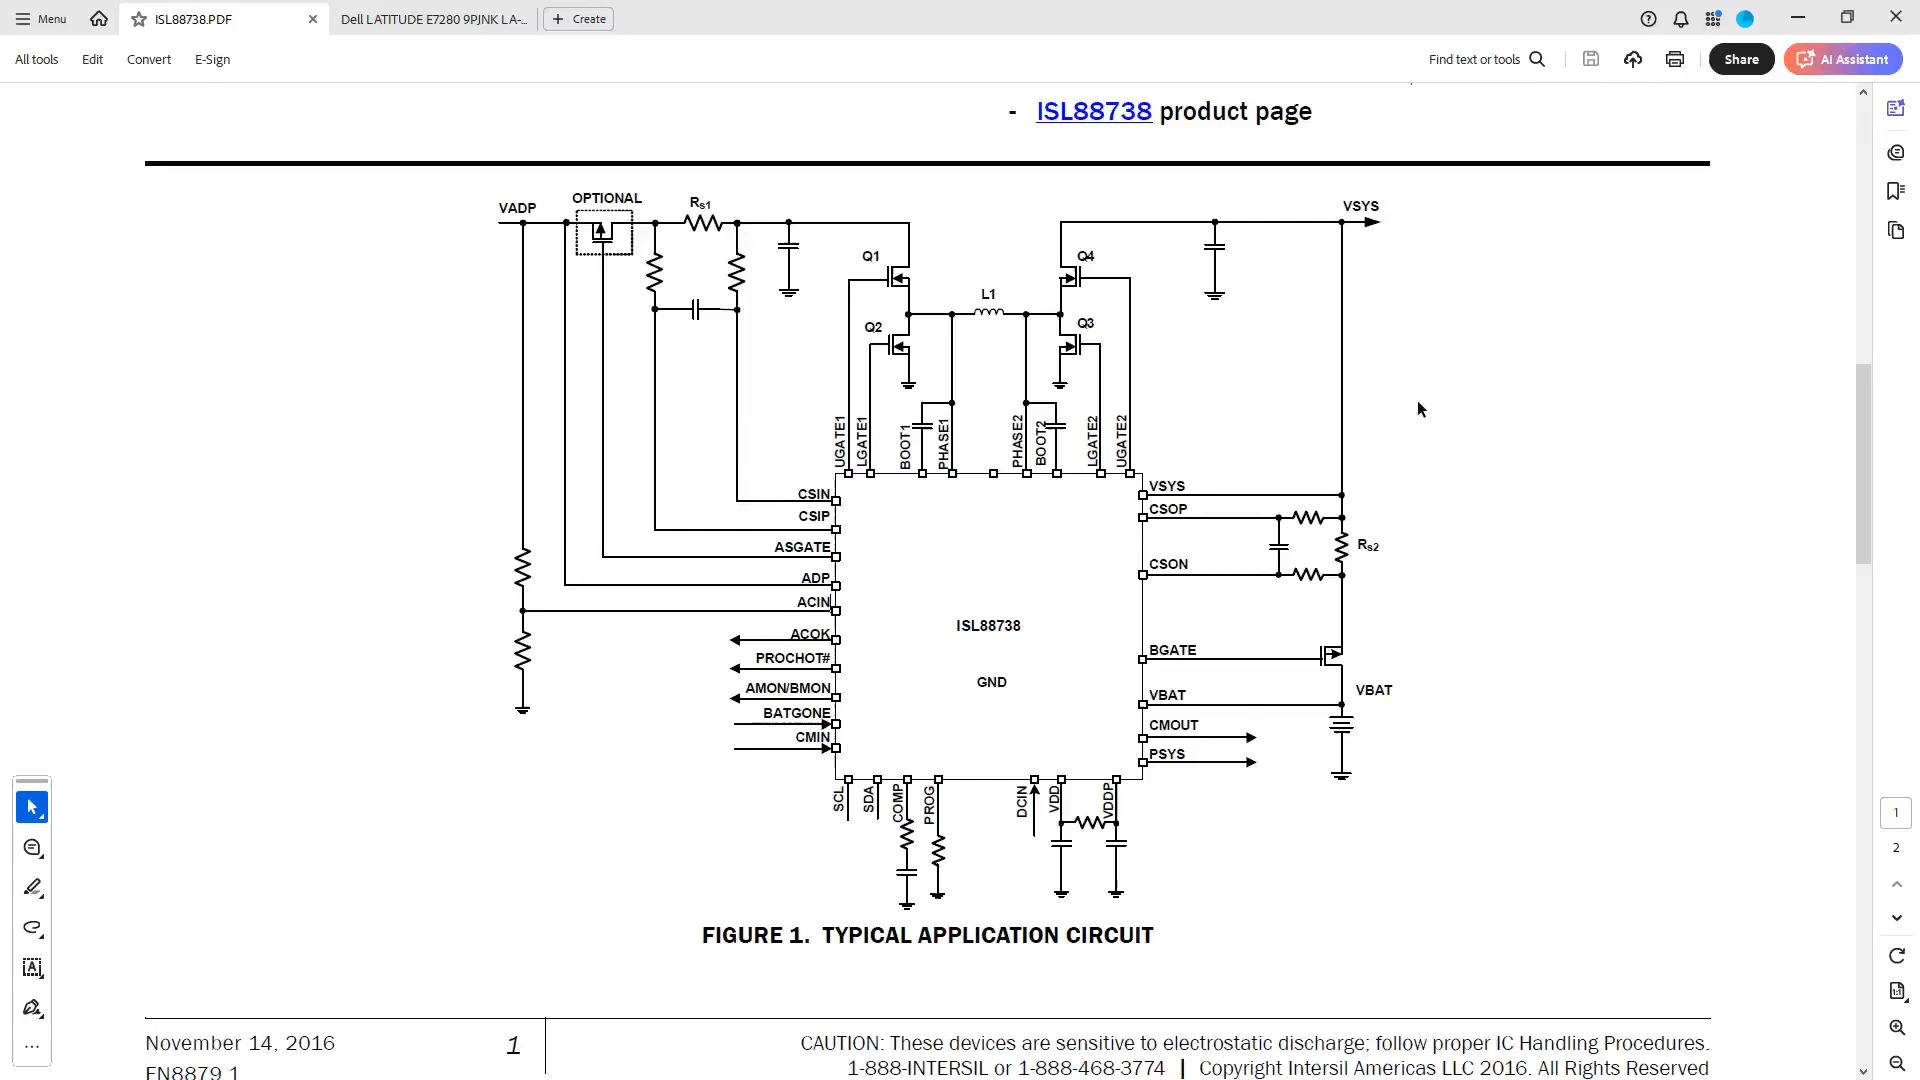 Menu
ISL88738.PDF
Dell LATITUDE E7280 9PJNK LA-...
Create
All tools
Edit
Convert
E-Sign
Find text or tools
Share
AI Assistant
- ISL88738 product page
VADP
OPTIONAL
Rs1
VSYS
Q1
Q4
L1
Q2
Q3
UGATE1
LGATE1
BOOT1
PHASE1
PHASE2
BOOT2
LGATE2
UGATE2
CSIN
CSIP
ASGATE
ADP
ACIN
ACOK
PROCHOT#
AMON/BMON
BATGONE
CMIN
VSYS
CSOP
Rs2
CSON
ISL88738
GND
BGATE
VBAT
VBAT
CMOUT
PSYS
SCL
SDA
COMP
PROG
DCIN
VDD
VDDP
FIGURE 1. TYPICAL APPLICATION CIRCUIT
November 14, 2016
FN8879.1
1
CAUTION: These devices are sensitive to electrostatic discharge; follow proper IC Handling Procedures.
1-888-INTERSIL or 1-888-468-3774 | Copyright Intersil Americas LLC 2016. All Rights Reserved
1
2